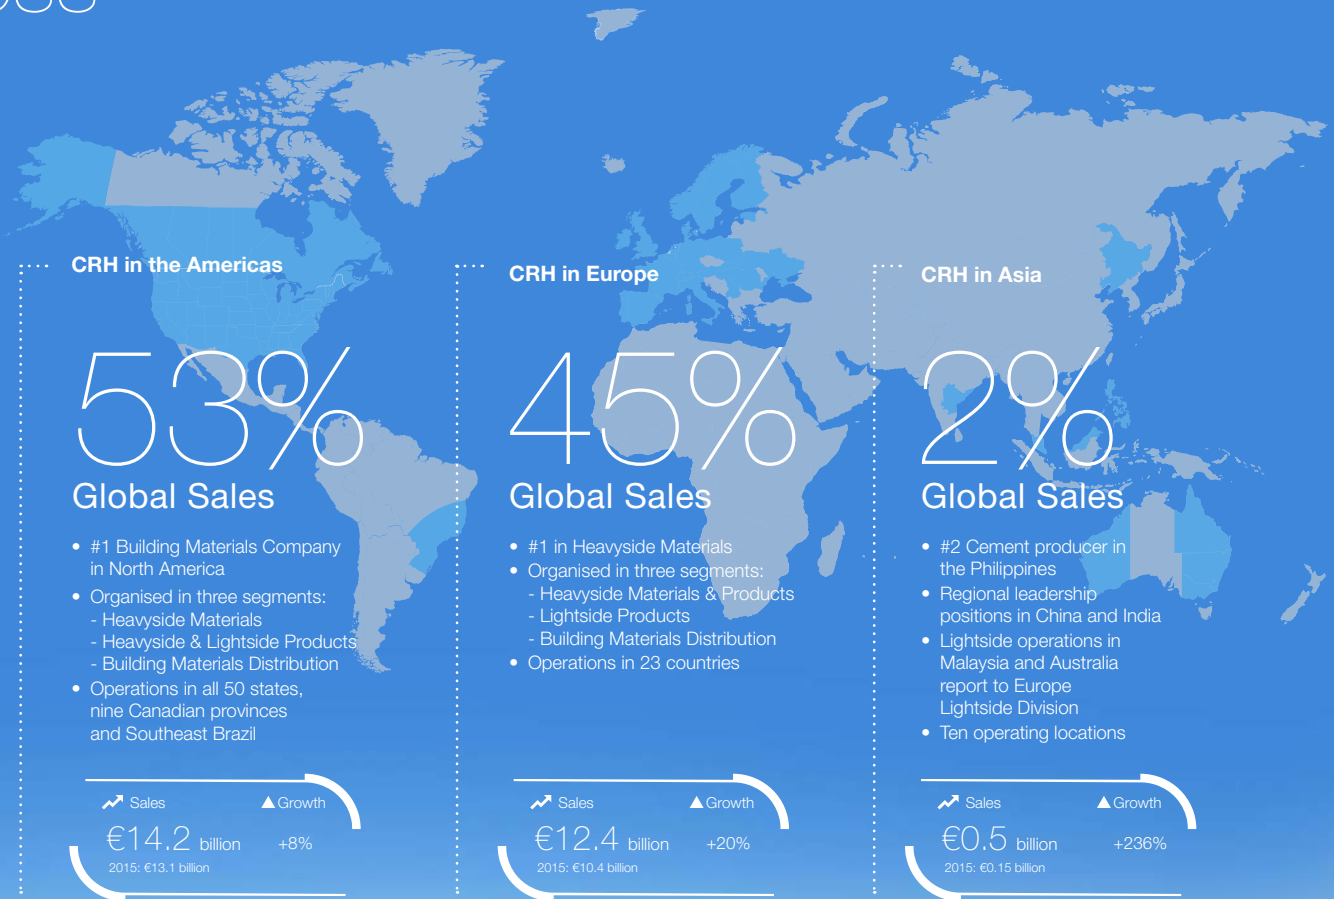 CRH in the Americas
53%
Global Sales
• #1 Building Materials Company
in North America
• Organised in three segments:
- Heavyside Materials
- Heavyside & Lightside Products
- Building Materials Distribution
• Operations in all 50 states,
nine Canadian provinces
and Southeast Brazil
Sales
Growth
€14.2 billion
+8%
2015: €13.1 billion
CRH in Europe
45%
Global Sales
• #1 in Heavyside Materials
• Organised in three segments:
- Heavyside Materials & Products
- Lightside Products
- Building Materials Distribution
• Operations in 23 countries
Sales
Growth
€12.4 billion
+20%
2015: €10.4 billion
CRH in Asia
2%
Global Sales
• #2 Cement producer in
the Philippines
• Regional leadership
positions in China and India
• Lightside operations in
Malaysia and Australia
report to Europe
Lightside Division
• Ten operating locations
Sales
Growth
€0.5 billion
+236%
2015: €0.15 billion